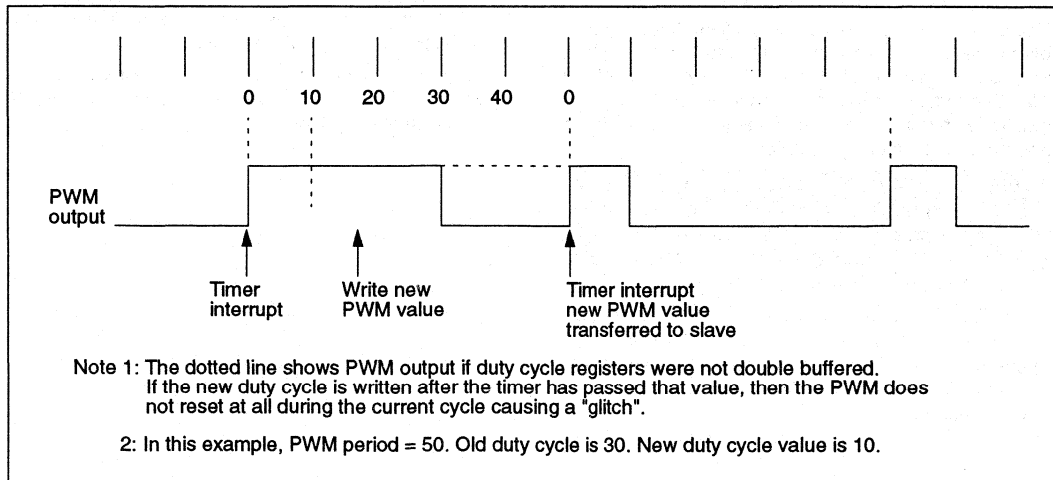 0 10 20 30 40 0
PWM
output
Timer
interrupt
Write new
PWM value
Timer interrupt
new PWM value
transferred to slave
Note 1: The dotted line shows PWM output if duty cycle registers were not double buffered.
If the new duty cycle is written after the timer has passed that value, then the PWM does
not reset at all during the current cycle causing a "glitch".
2: In this example, PWM period = 50. Old duty cycle is 30. New duty cycle value is 10.